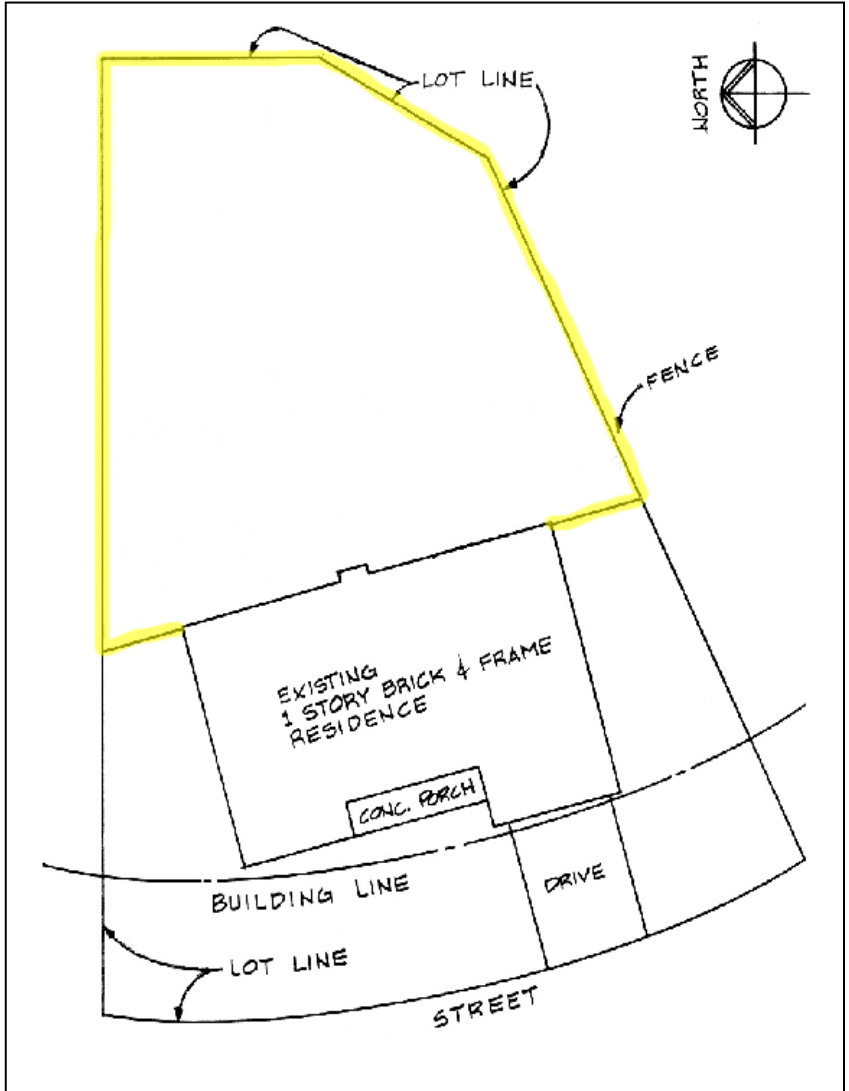 LOT LINE
NORTH
FENCE
EXISTING
1 STORY BRICK & FRAME
RESIDENCE
CONC. PORCH
DRIVE
BUILDING LINE
LOT LINE
STREET